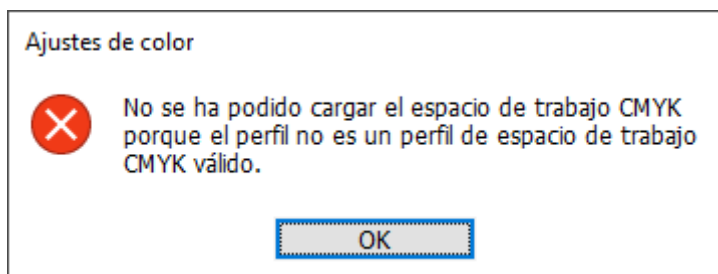 Ajustes de color
No se ha podido cargar el espacio de trabajo CMYK
porque el perfil no es un perfil de espacio de trabajo
CMYK válido.
OK